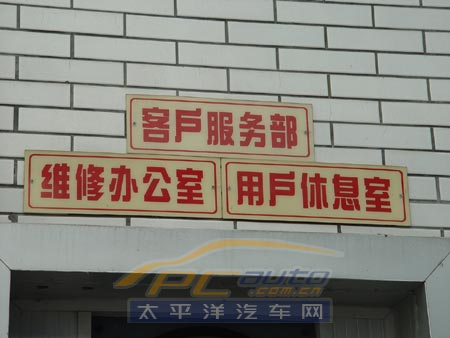 客戶服务部
维修办公室 用戶休息室
PCauto
.com.cn
太平洋汽车网